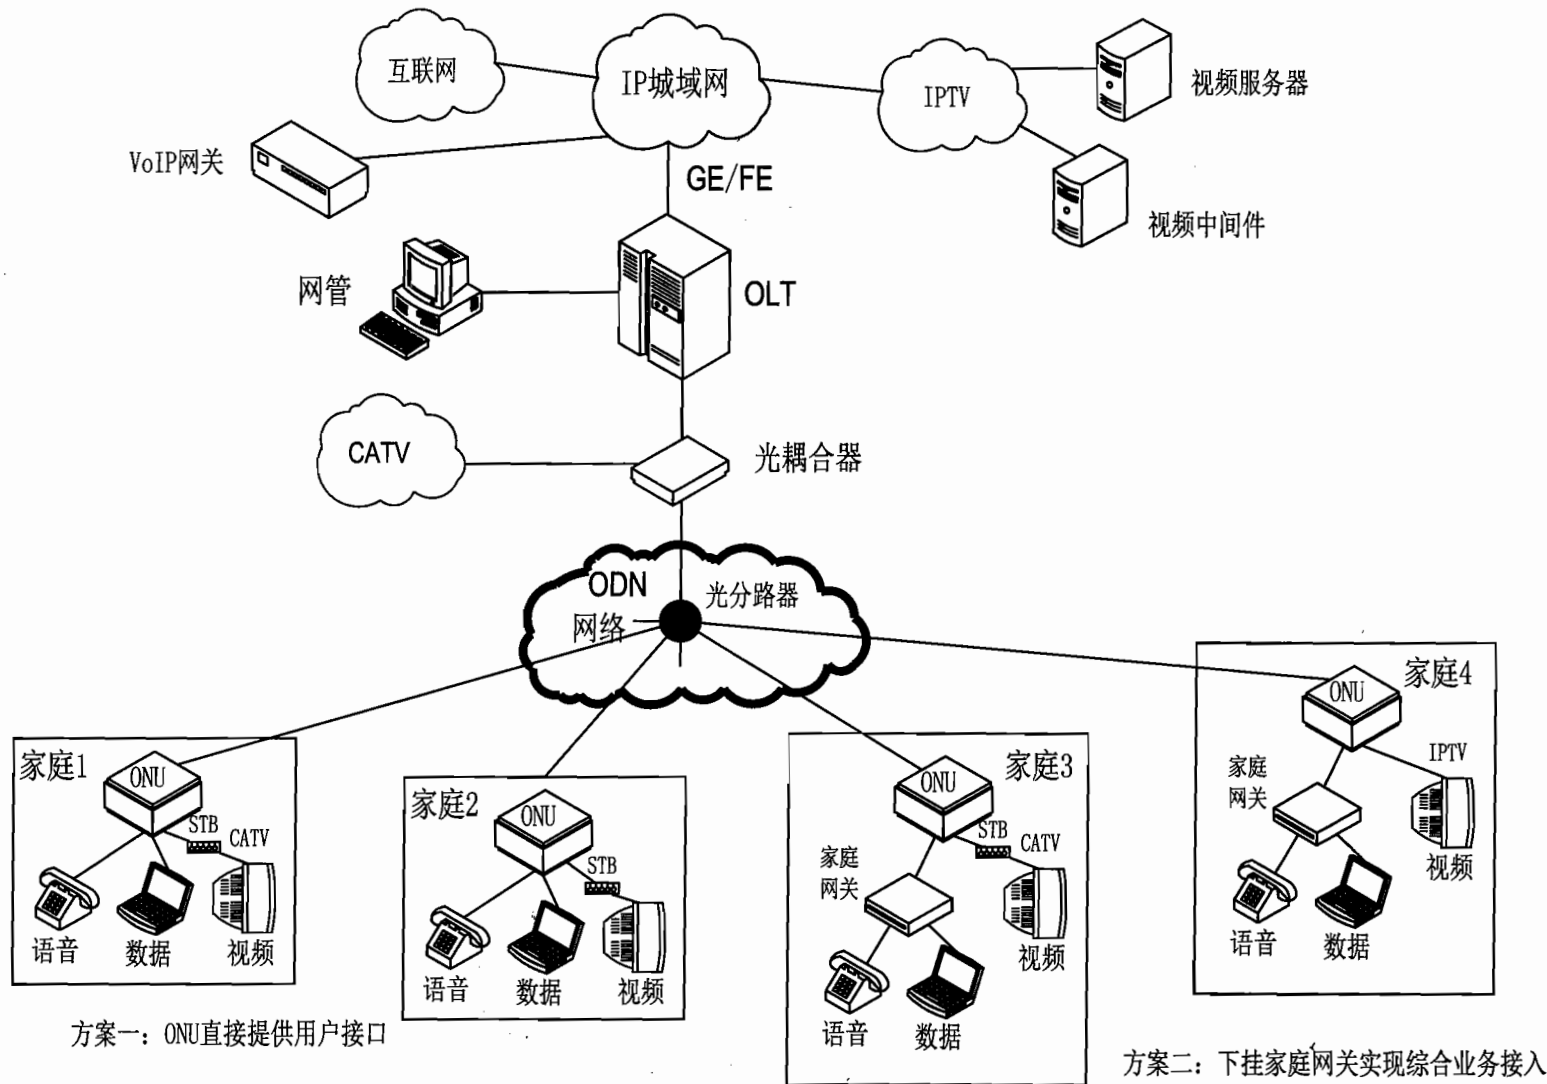 互联网
IP城域网
IPTV
视频服务器
VoIP网关
GE/FE
视频中间件
网管
OLT
CATV
光耦合器
ODN
网络
光分路器
家庭1
ONU
STB
CATV
语音
数据
视频
家庭2
ONU
STB
语音
数据
视频
家庭3
ONU
STB
CATV
家庭
网关
视频
语音
数据
家庭4
ONU
IPTV
家庭
网关
视频
语音
数据
方案一：ONU直接提供用户接口
方案二：下挂家庭网关实现综合业务接入